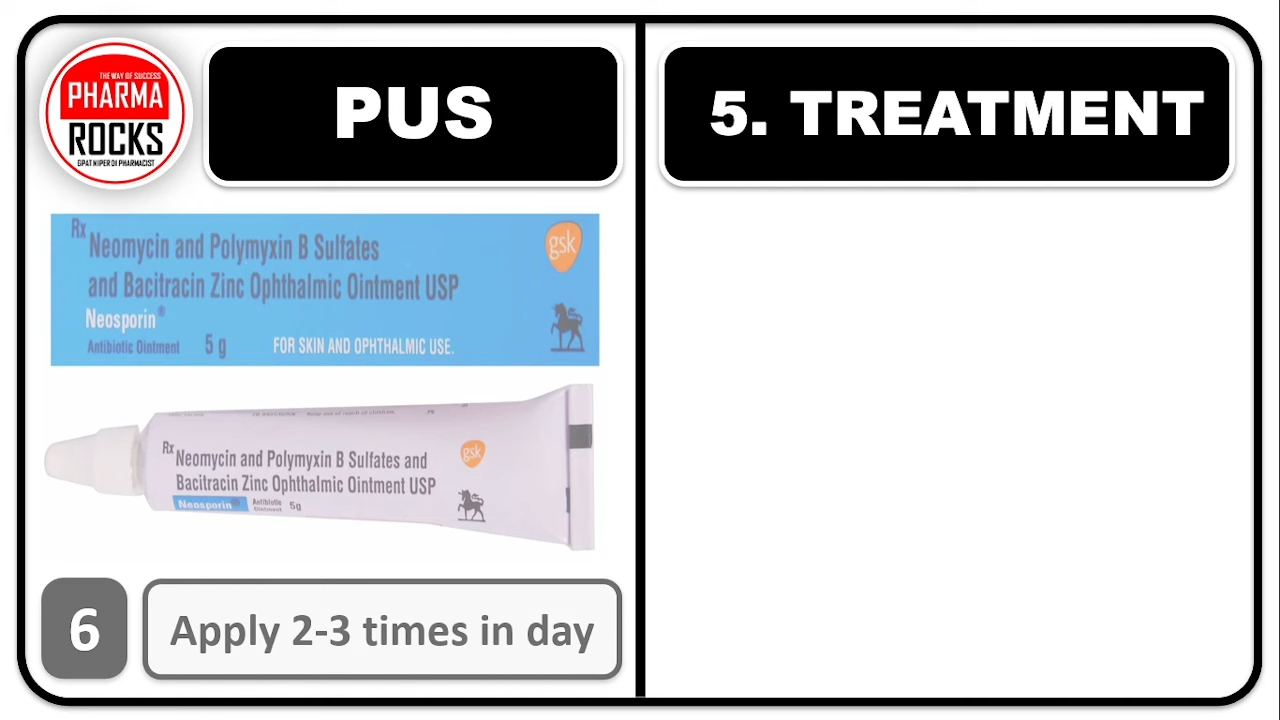 THE WAY OF SUCCESS
PHARMA
ROCKS
GPAT NIPER DI PHARMACIST
PUS
5. TREATMENT
Rx
Neomycin and Polymyxin B Sulfates
and Bacitracin Zinc Ophthalmic Ointment USP
Neosporin®
Antibiotic Ointment 5 g FOR SKIN AND OPHTHALMIC USE.
gsk
Rx
Neomycin and Polymyxin B Sulfates and
Bacitracin Zinc Ophthalmic Ointment USP
Neosporin® Antibiotic Ointment 5g
gsk
6
Apply 2-3 times in day